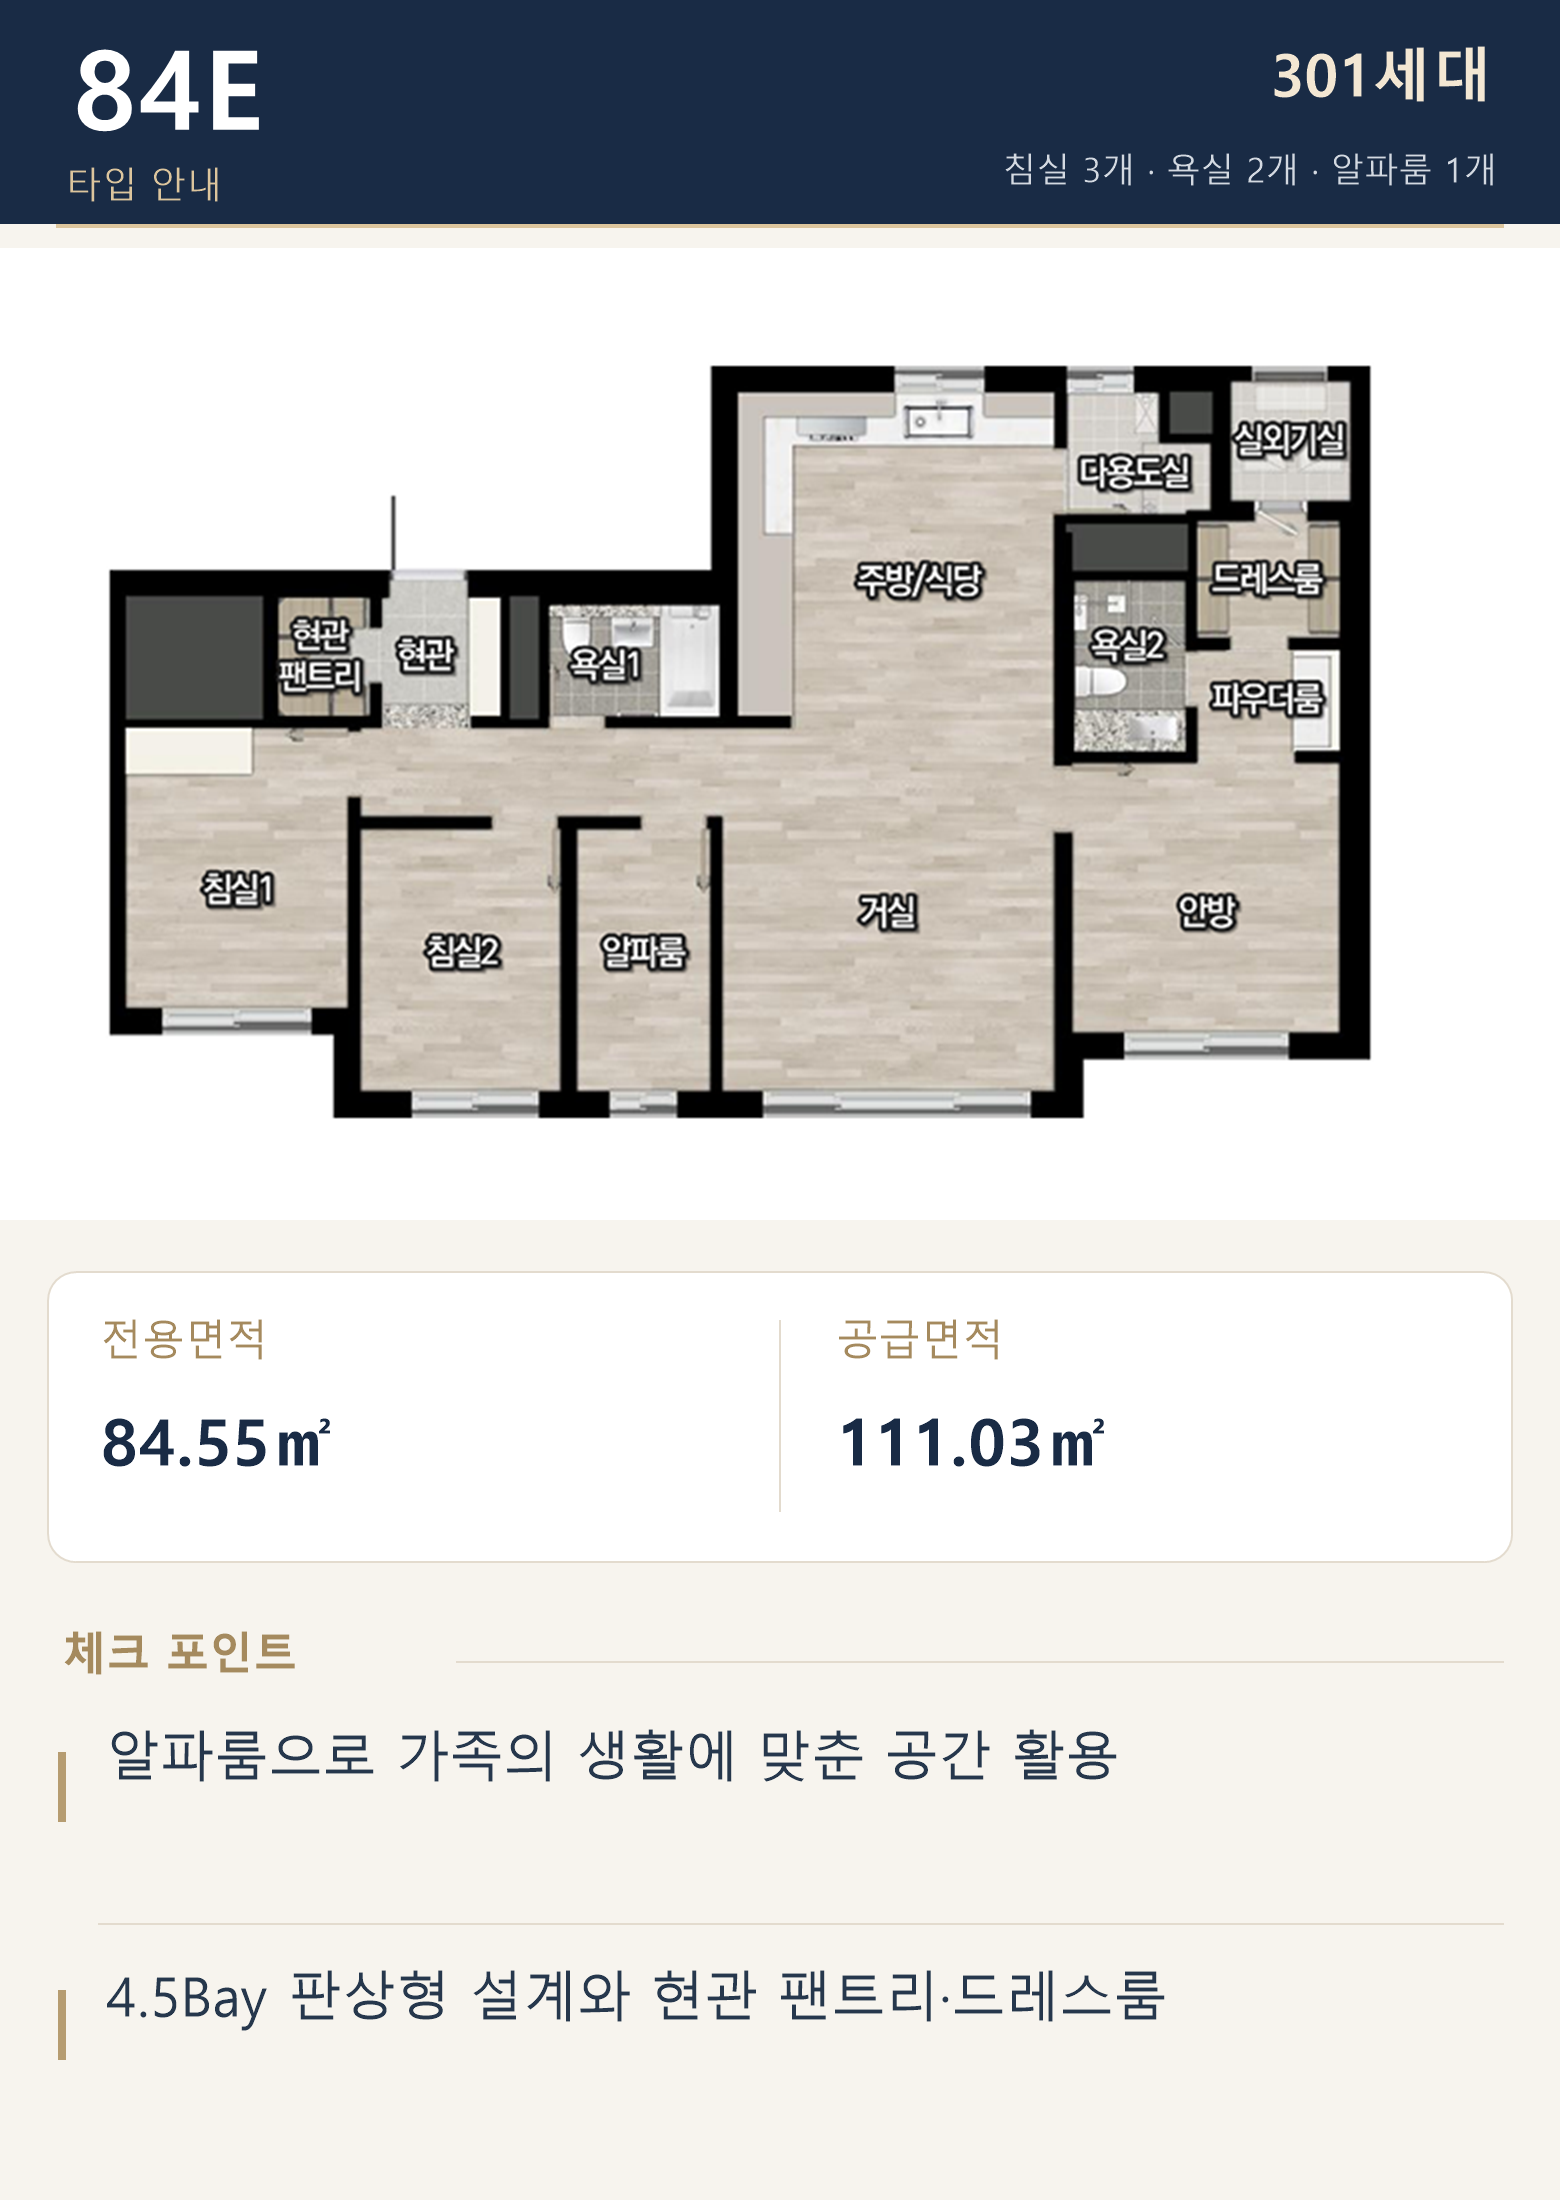 84E
타입 안내
301세대
침실 3개 · 욕실 2개 · 알파룸 1개
실외기실
다용도실
주방/식당
드레스룸
현관
팬트리
현관
욕실1
욕실2
파우더룸
침실1
침실2
알파룸
거실
안방
전용면적
84.55㎡
공급면적
111.03㎡
체크 포인트
알파룸으로 가족의 생활에 맞춘 공간 활용
4.5Bay 판상형 설계와 현관 팬트리·드레스룸